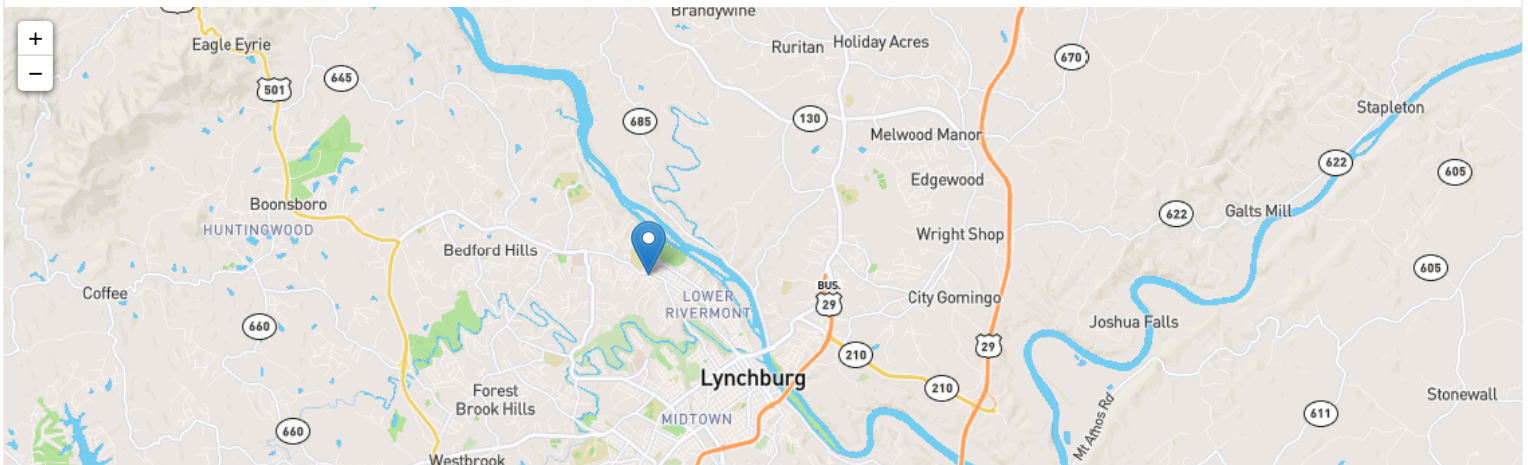 Brandywine
+
Eagle Eyrie
Ruritan
Holiday Acres
670
−
645
501
Stapleton
685
130
Melwood Manor
622
605
Edgewood
Boonsboro
622
Galts Mill
HUNTINGWOOD
Wright Shop
Bedford Hills
605
Coffee
BUS.
29
LOWER
RIVERMONT
City Gomingo
660
Joshua Falls
29
210
Lynchburg
210
Forest
Brook Hills
Stonewall
611
MIDTOWN
Mt Athos Rd
660
Westbrook